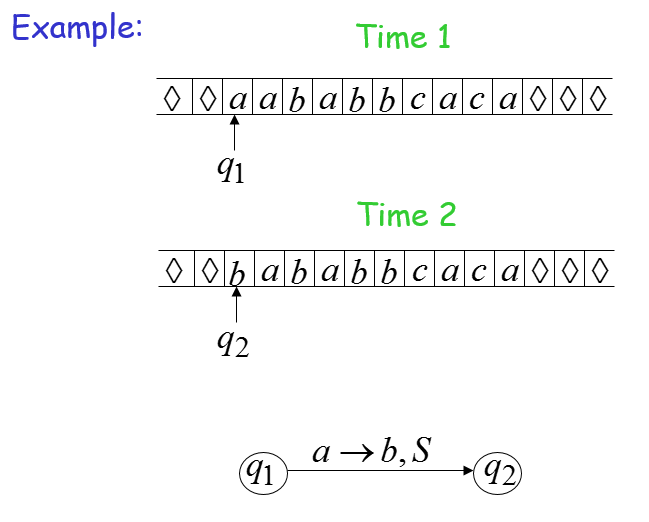 Example:
Time 1
◊ ◊ a a b a b b c a c a ◊ ◊ ◊
q1
Time 2
◊ ◊ b a b a b b c a c a ◊ ◊ ◊
q2
a → b, S
q1 q2